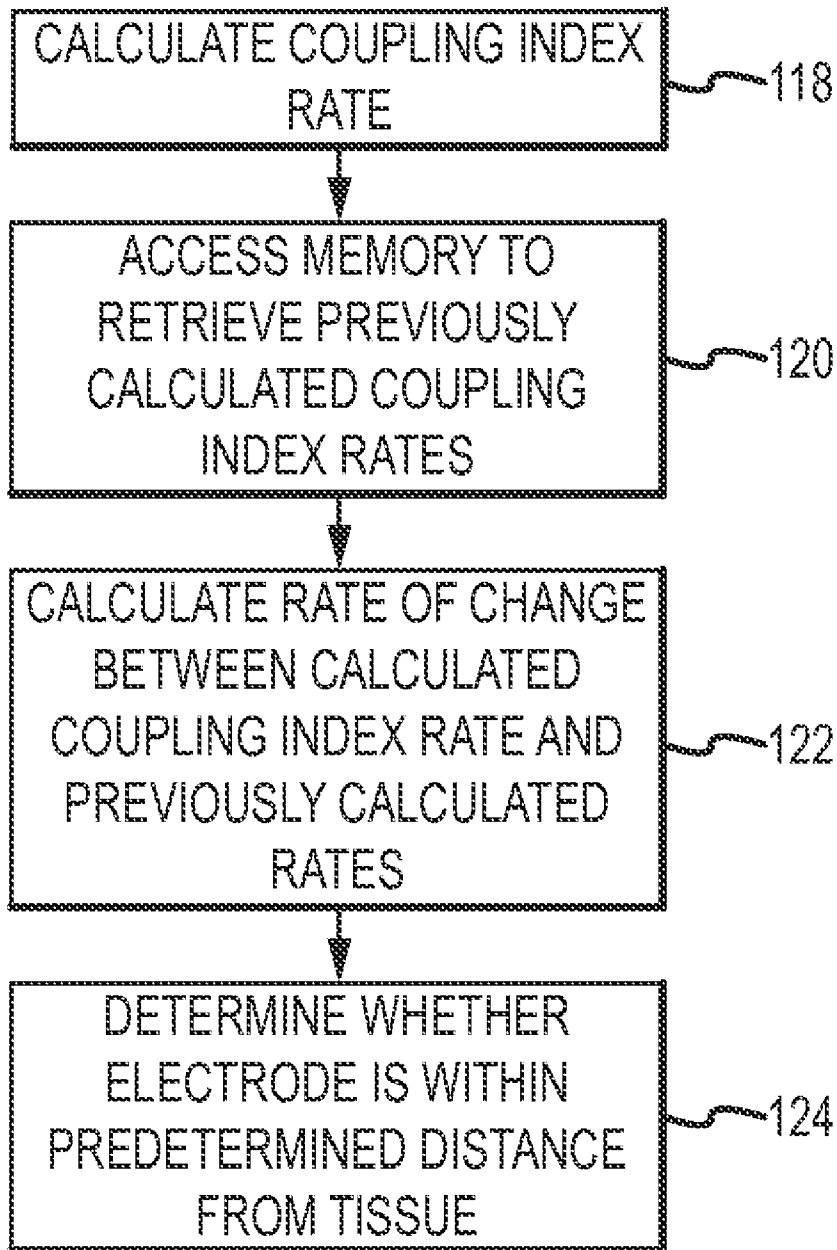 CALCULATE COUPLING INDEX
RATE
118
ACCESS MEMORY TO
RETRIEVE PREVIOUSLY
CALCULATED COUPLING
INDEX RATES
120
CALCULATE RATE OF CHANGE
BETWEEN CALCULATED
COUPLING INDEX RATE AND
PREVIOUSLY CALCULATED
RATES
122
DETERMINE WHETHER
ELECTRODE IS WITHIN
PREDETERMINED DISTANCE
FROM TISSUE
124